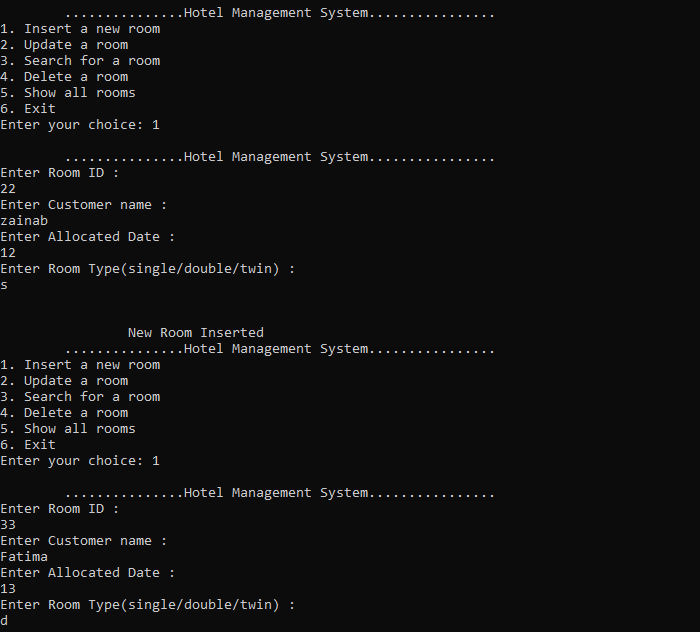 ...............Hotel Management System................
1. Insert a new room
2. Update a room
3. Search for a room
4. Delete a room
5. Show all rooms
6. Exit
Enter your choice: 1
...............Hotel Management System................
Enter Room ID :
22
Enter Customer name :
zainab
Enter Allocated Date :
12
Enter Room Type(single/double/twin) :
s
New Room Inserted
...............Hotel Management System................
1. Insert a new room
2. Update a room
3. Search for a room
4. Delete a room
5. Show all rooms
6. Exit
Enter your choice: 1
...............Hotel Management System................
Enter Room ID :
33
Enter Customer name :
Fatima
Enter Allocated Date :
13
Enter Room Type(single/double/twin) :
d